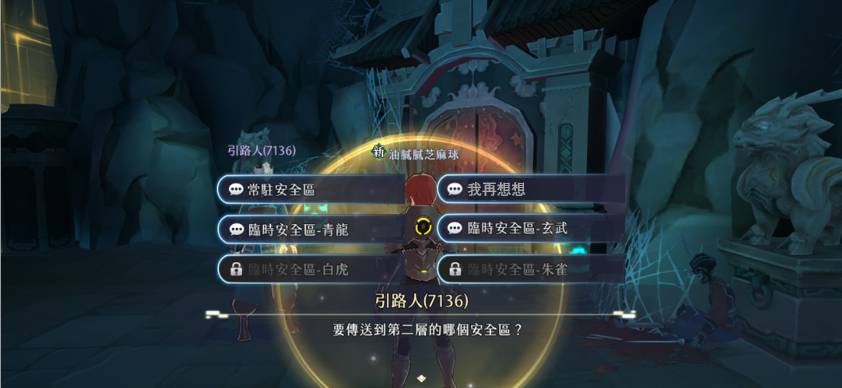 引路人(7136)
新 油膩膩芝麻球
常駐安全區
我再想想
臨時安全區-青龍
臨時安全區-玄武
臨時安全區-白虎
臨時安全區-朱雀
引路人(7136)
要傳送到第二層的哪個安全區？